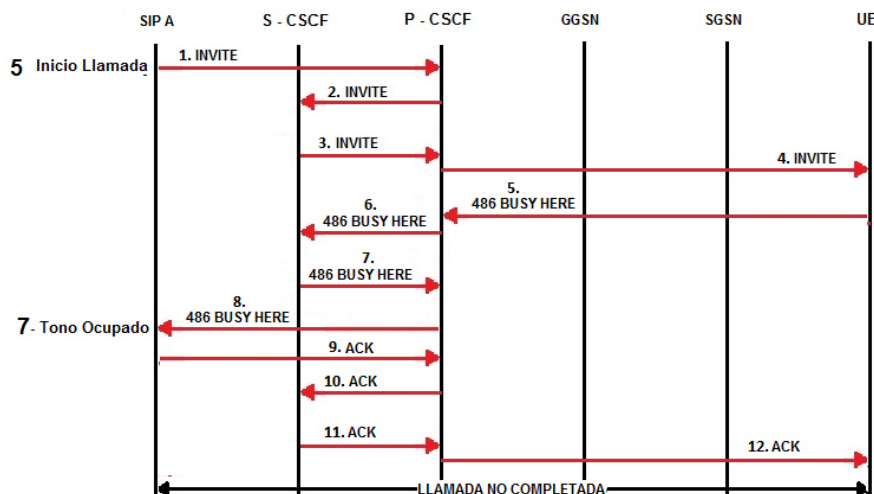 SIP A S - CSCF P - CSCF GGSN SGSN UE
5 Inicio Llamada
1. INVITE
2. INVITE
3. INVITE
4. INVITE
5.
486 BUSY HERE
6.
486 BUSY HERE
7.
486 BUSY HERE
8.
486 BUSY HERE
7- Tono Ocupado
9. ACK
10. ACK
11. ACK
12. ACK
LLAMADA NO COMPLETADA